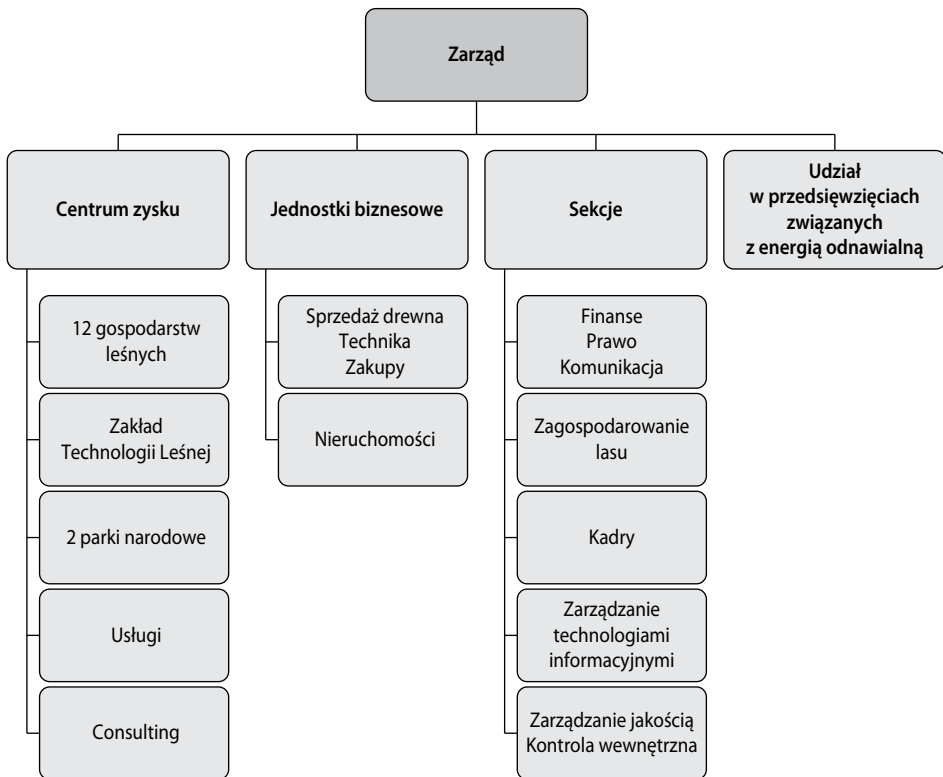 Zarząd
Centrum zysku
Jednostki biznesowe
Sekcje
Udział
w przedsięwzięciach
związanych
z energią odnawialną
12 gospodarstw
leśnych
Zakład
Technologii Leśnej
2 parki narodowe
Usługi
Consulting
Sprzedaż drewna
Technika
Zakupy
Nieruchomości
Finanse
Prawo
Komunikacja
Zagospodarowanie
lasu
Kadry
Zarządzanie
technologiami
informacyjnymi
Zarządzanie jakością
Kontrola wewnętrzna